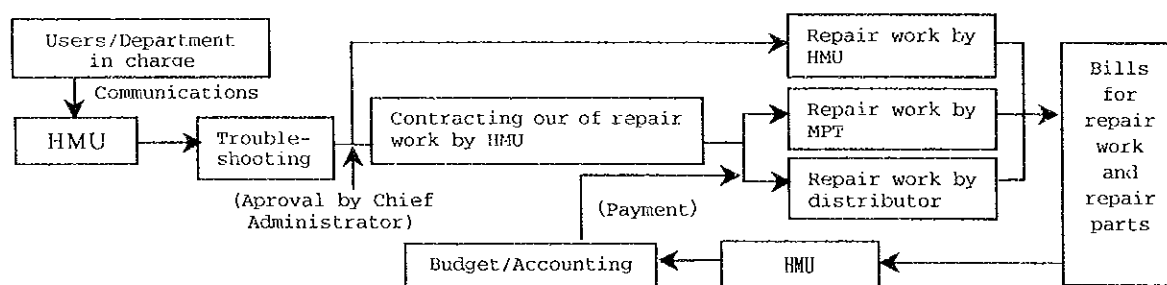 Users/Department
in charge
Communications
HMU
Trouble-
shooting
(Aproval by Chief
Administrator)
Contracting our of repair
work by HMU
Repair work by
HMU
Repair work by
MPT
Repair work by
distributor
Bills
for
repair
work
and
repair
parts
(Payment)
Budget/Accounting
HMU